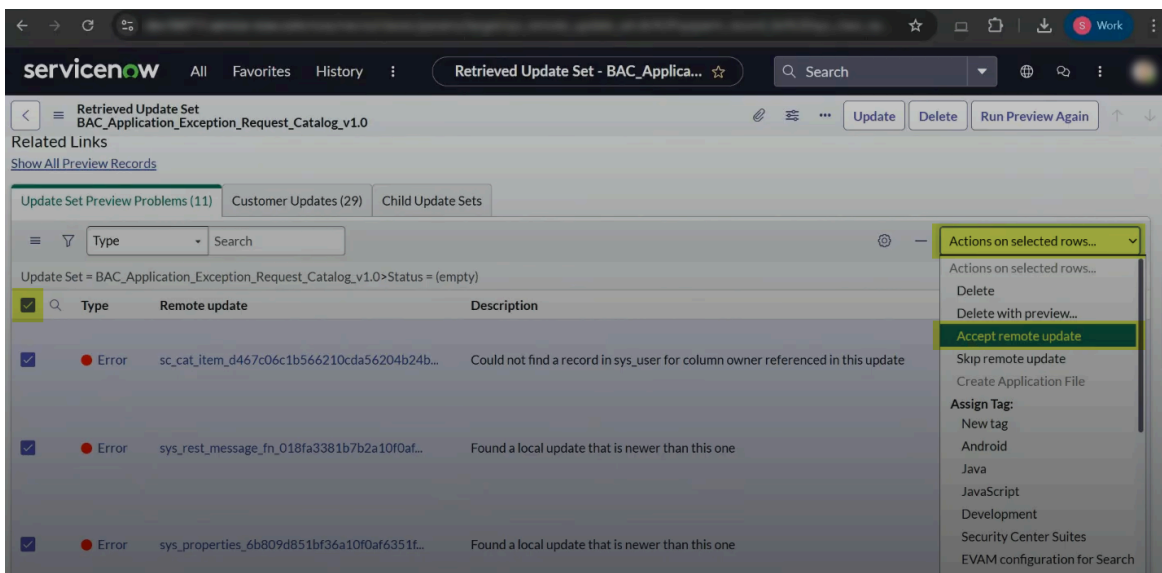 S Work
servicenow All Favorites History Retrieved Update Set - BAC_Applica... Search
Retrieved Update Set
BAC_Application_Exception_Request_Catalog_v1.0
Update Delete Run Preview Again
Related Links
Show All Preview Records
Update Set Preview Problems (11) Customer Updates (29) Child Update Sets
Type Search Actions on selected rows...
Update Set = BAC_Application_Exception_Request_Catalog_v1.0>Status = (empty)
Type Remote update Description
Error sc_cat_item_d467c06c1b566210cda56204b24b... Could not find a record in sys_user for column owner referenced in this update
Error sys_rest_message_fn_018fa3381b7b2a10f0af... Found a local update that is newer than this one
Error sys_properties_6b809d851bf36a10f0af6351f... Found a local update that is newer than this one
Actions on selected rows...
Delete
Delete with preview...
Accept remote update
Skip remote update
Create Application File
Assign Tag:
New tag
Android
Java
JavaScript
Development
Security Center Suites
EVAM configuration for Search